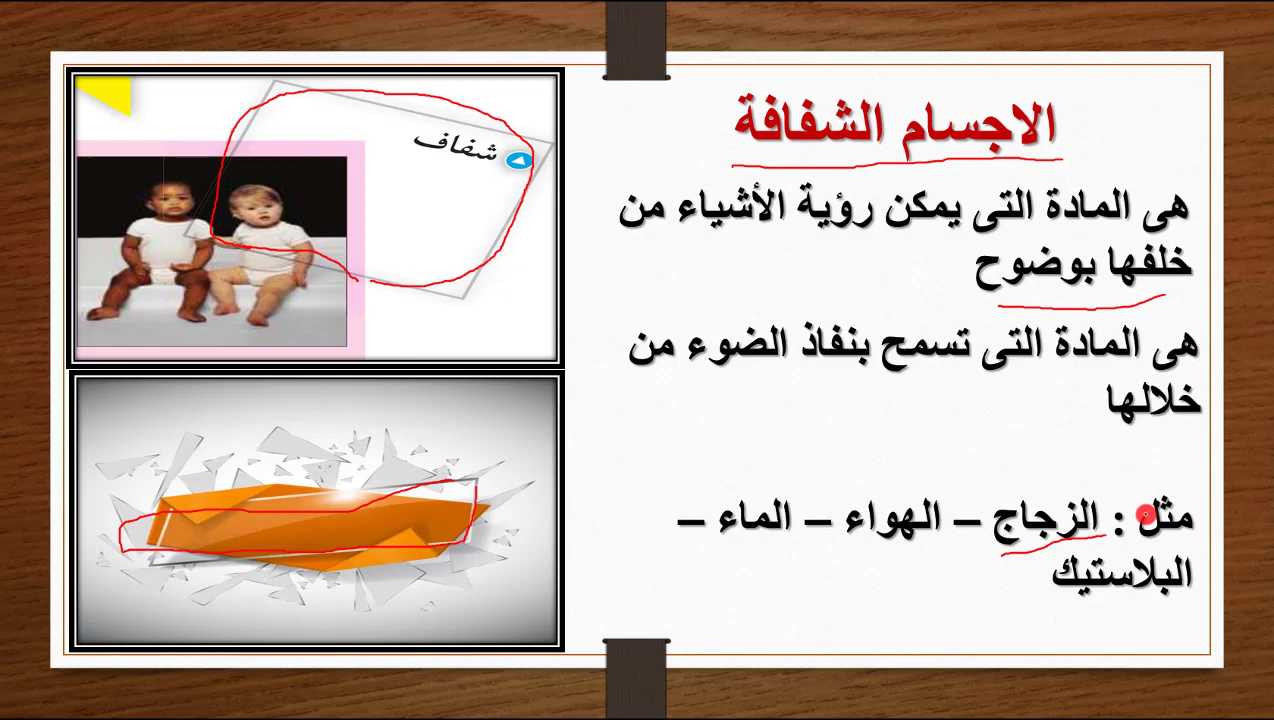 الاجسام الشفافة
هى المادة التى يمكن رؤية الأشياء من
خلفها بوضوح
هى المادة التى تسمح بنفاذ الضوء من
خلالها
مثل : الزجاج – الهواء – الماء –
البلاستيك
شفاف